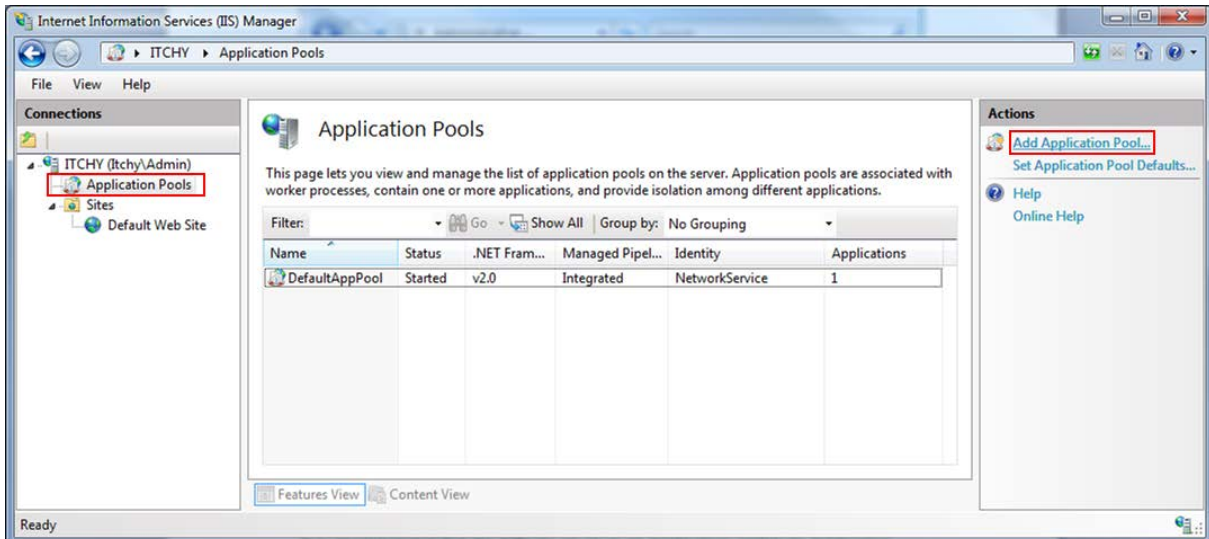 Internet Information Services (IIS) Manager
ITCHY Application Pools
File View Help
Connections
ITCHY (Itchy\Admin)
Application Pools
Sites
Default Web Site
Application Pools
This page lets you view and manage the list of application pools on the server. Application pools are associated with
worker processes, contain one or more applications, and provide isolation among different applications.
Filter: Go Show All Group by: No Grouping
Name Status .NET Fram... Managed Pipel... Identity Applications
DefaultAppPool Started v2.0 Integrated NetworkService 1
Features View Content View
Actions
Add Application Pool...
Set Application Pool Defaults...
Help
Online Help
Ready